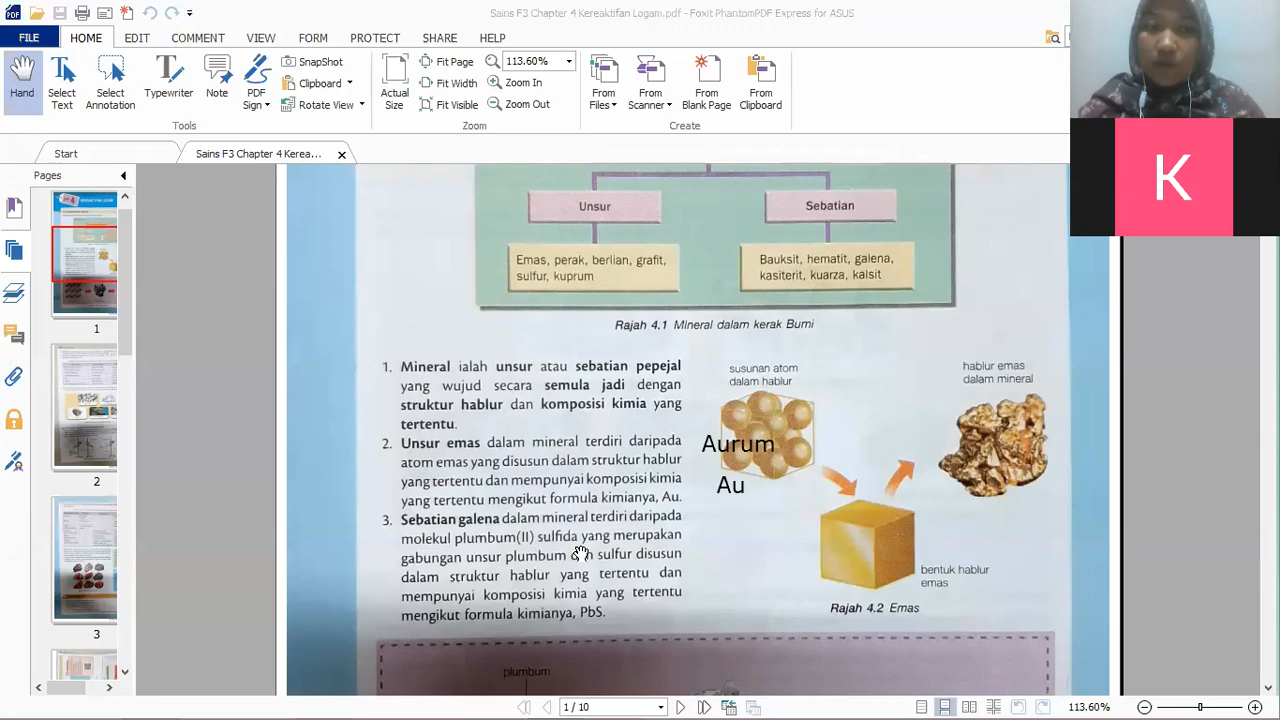 Sains F3 Chapter 4 Kereaktifan Logam.pdf - Foxit PhantomPDF Express for ASUS
FILE HOME EDIT COMMENT VIEW FORM PROTECT SHARE HELP
Hand
Select Text
Select Annotation
Typewriter
Note
PDF Sign
SnapShot
Clipboard
Rotate View
Tools
Actual Size
113.60%
Fit Page
Fit Width
Fit Visible
Zoom In
Zoom Out
Zoom
From Files
From Scanner
From Blank Page
From Clipboard
Create
Start
Sains F3 Chapter 4 Kerea...
Pages
1
2
3
K
Unsur
Sebatian
Emas, perak, berlian, grafit,
sulfur, kuprum
Bauksit, hematit, galena,
kasiterit, kuarza, kalsit
Rajah 4.1 Mineral dalam kerak Bumi
1. Mineral ialah unsur atau sebatian pepejal
yang wujud secara semula jadi dengan
struktur hablur dan komposisi kimia yang
tertentu.
2. Unsur emas dalam mineral terdiri daripada
atom emas yang disusun dalam struktur hablur
yang tertentu dan mempunyai komposisi kimia
yang tertentu mengikut formula kimianya, Au.
3. Sebatian galena dalam mineral terdiri daripada
molekul plumbum(II) sulfida yang merupakan
gabungan unsur plumbum dan sulfur disusun
dalam struktur hablur yang tertentu dan
mempunyai komposisi kimia yang tertentu
mengikut formula kimianya, PbS.
susunan atom
dalam hablur
Aurum
Au
hablur emas
dalam mineral
bentuk hablur
emas
Rajah 4.2 Emas
plumbum
1 / 10
113.60%